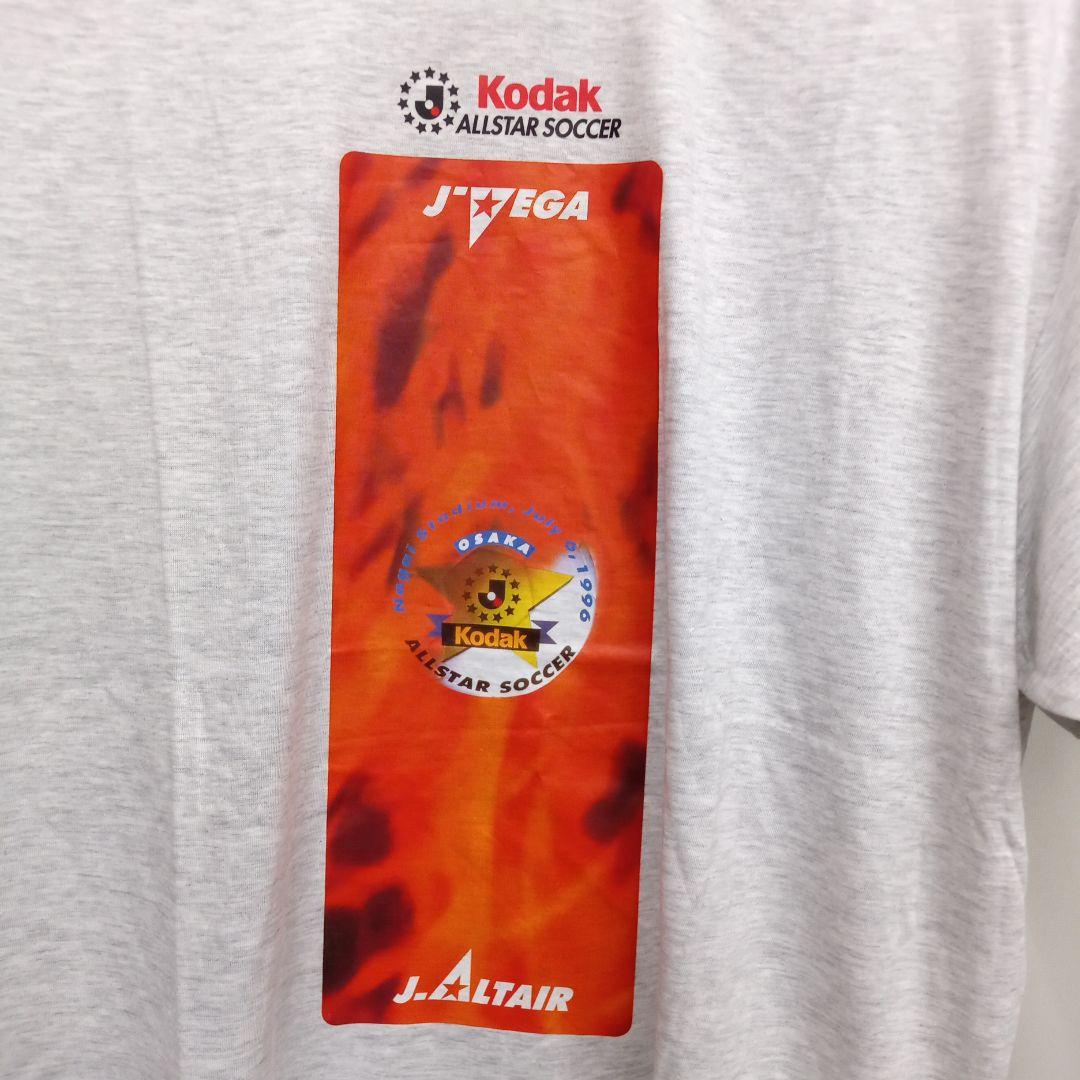 Kodak
ALLSTAR SOCCER
J-VEGA
Nagai Stadium, July 6, 1996
OSAKA
J
Kodak
ALLSTAR SOCCER
J-ALTAIR